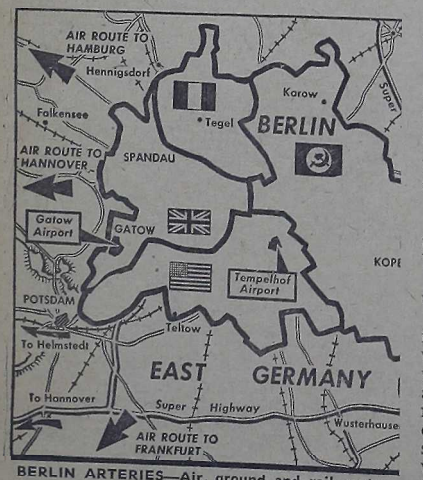 AIR ROUTE TO
HAMBURG
Hennigsdorf
Karow
Super
Falkensee
Tegel
BERLIN
AIR ROUTE TO
HANNOVER
SPANDAU
Gatow
Airport
GATOW
KOPE
Tempelhof
Airport
POTSDAM
To Helmstedt
Teltow
EAST GERMANY
To Hannover
Super Highway
Wusterhause
AIR ROUTE TO
FRANKFURT
BERLIN ARTERIES—Air, ground and rail